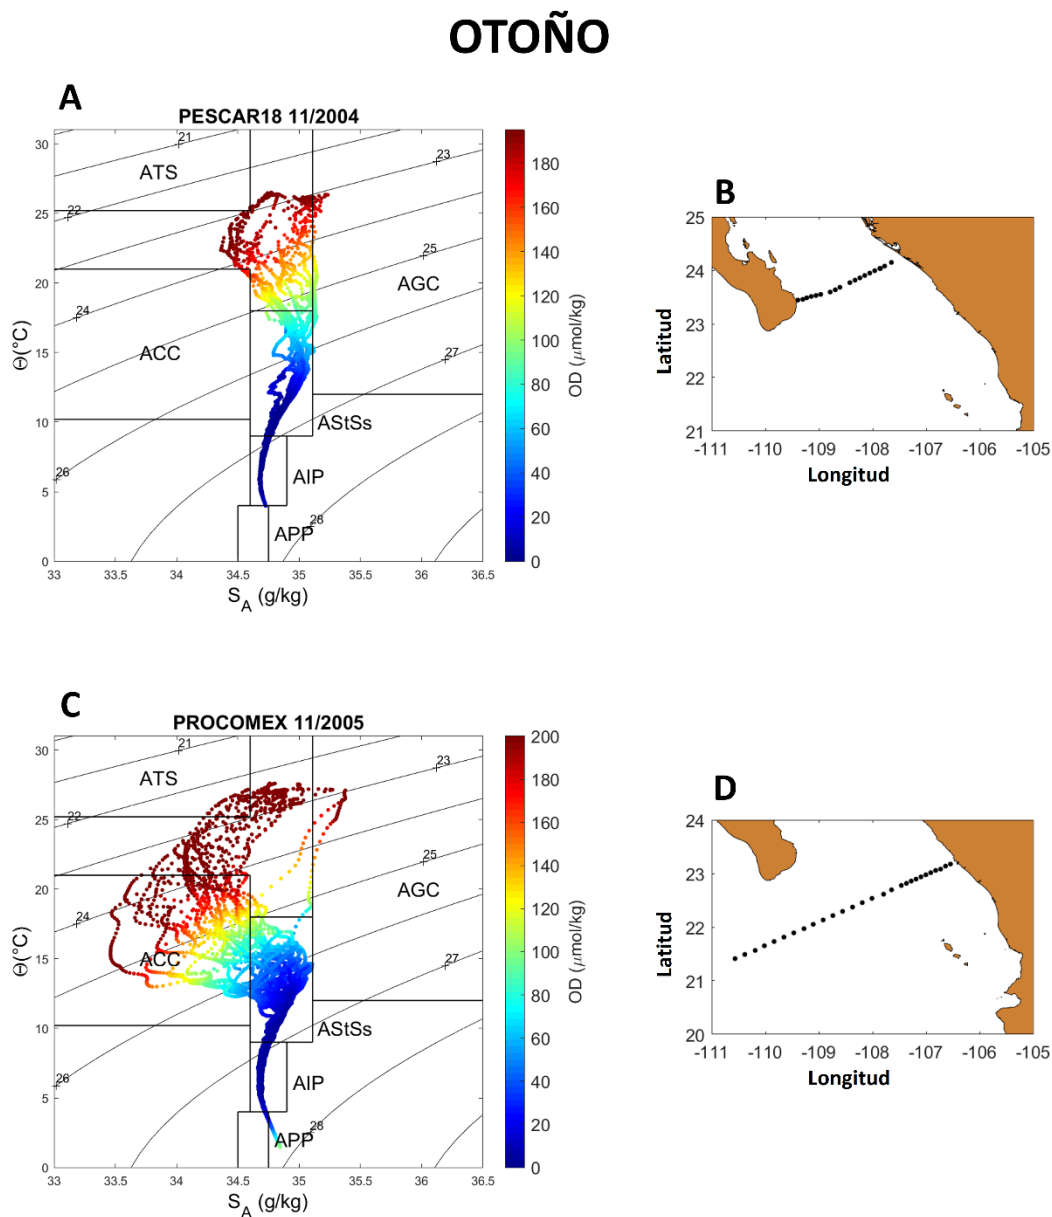 OTOÑO
A
PESCAR18 11/2004
30
25
20
15
10
5
0
Θ(°C)
33 33.5 34 34.5 35 35.5 36 36.5
S_A (g/kg)
ATS
ACC
AGC
AStSs
AIP
APP
21
22
23
24
25
26
27
28
180
160
140
120
100
80
60
40
20
0
OD (μmol/kg)
B
25
24
23
22
21
Latitud
-111 -110 -109 -108 -107 -106 -105
Longitud
C
PROCOMEX 11/2005
30
25
20
15
10
5
0
Θ(°C)
33 33.5 34 34.5 35 35.5 36 36.5
S_A (g/kg)
ATS
ACC
AGC
AStSs
AIP
APP
21
22
23
24
25
26
27
28
200
180
160
140
120
100
80
60
40
20
0
OD (μmol/kg)
D
24
23
22
21
20
Latitud
-111 -110 -109 -108 -107 -106 -105
Longitud